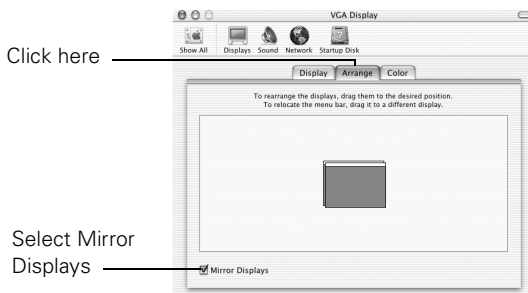 VGA Display
Show All Displays Sound Network Startup Disk
Click here
Display Arrange Color
To rearrange the displays, drag them to the desired position.
To relocate the menu bar, drag it to a different display.
Select Mirror
Displays
Mirror Displays